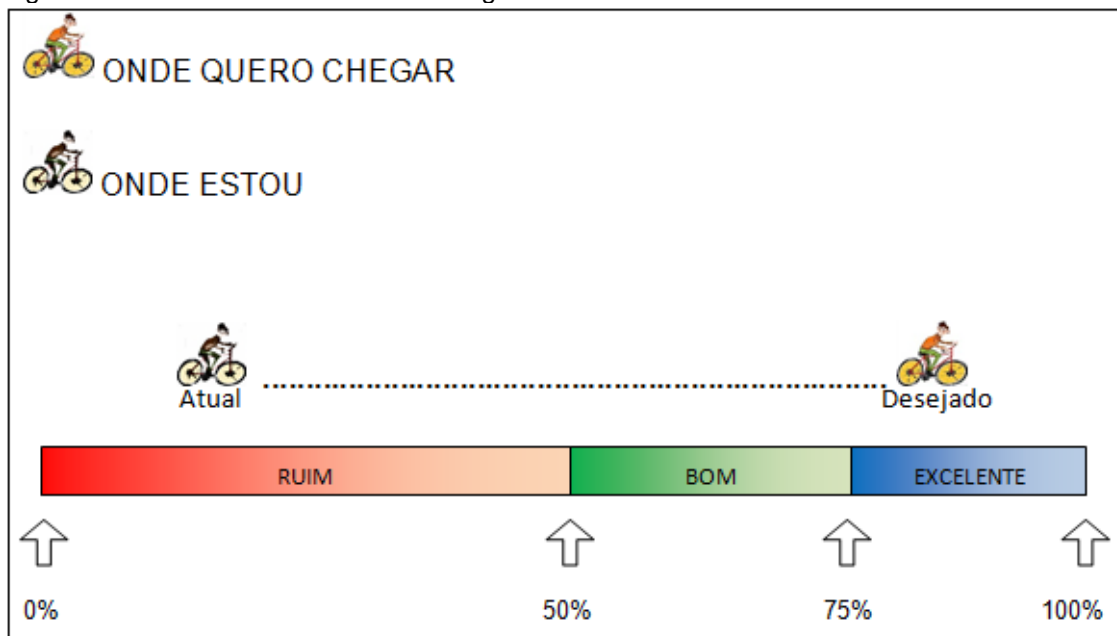 ONDE QUERO CHEGAR
ONDE ESTOU
Atual Desejado
RUIM BOM EXCELENTE
0% 50% 75% 100%